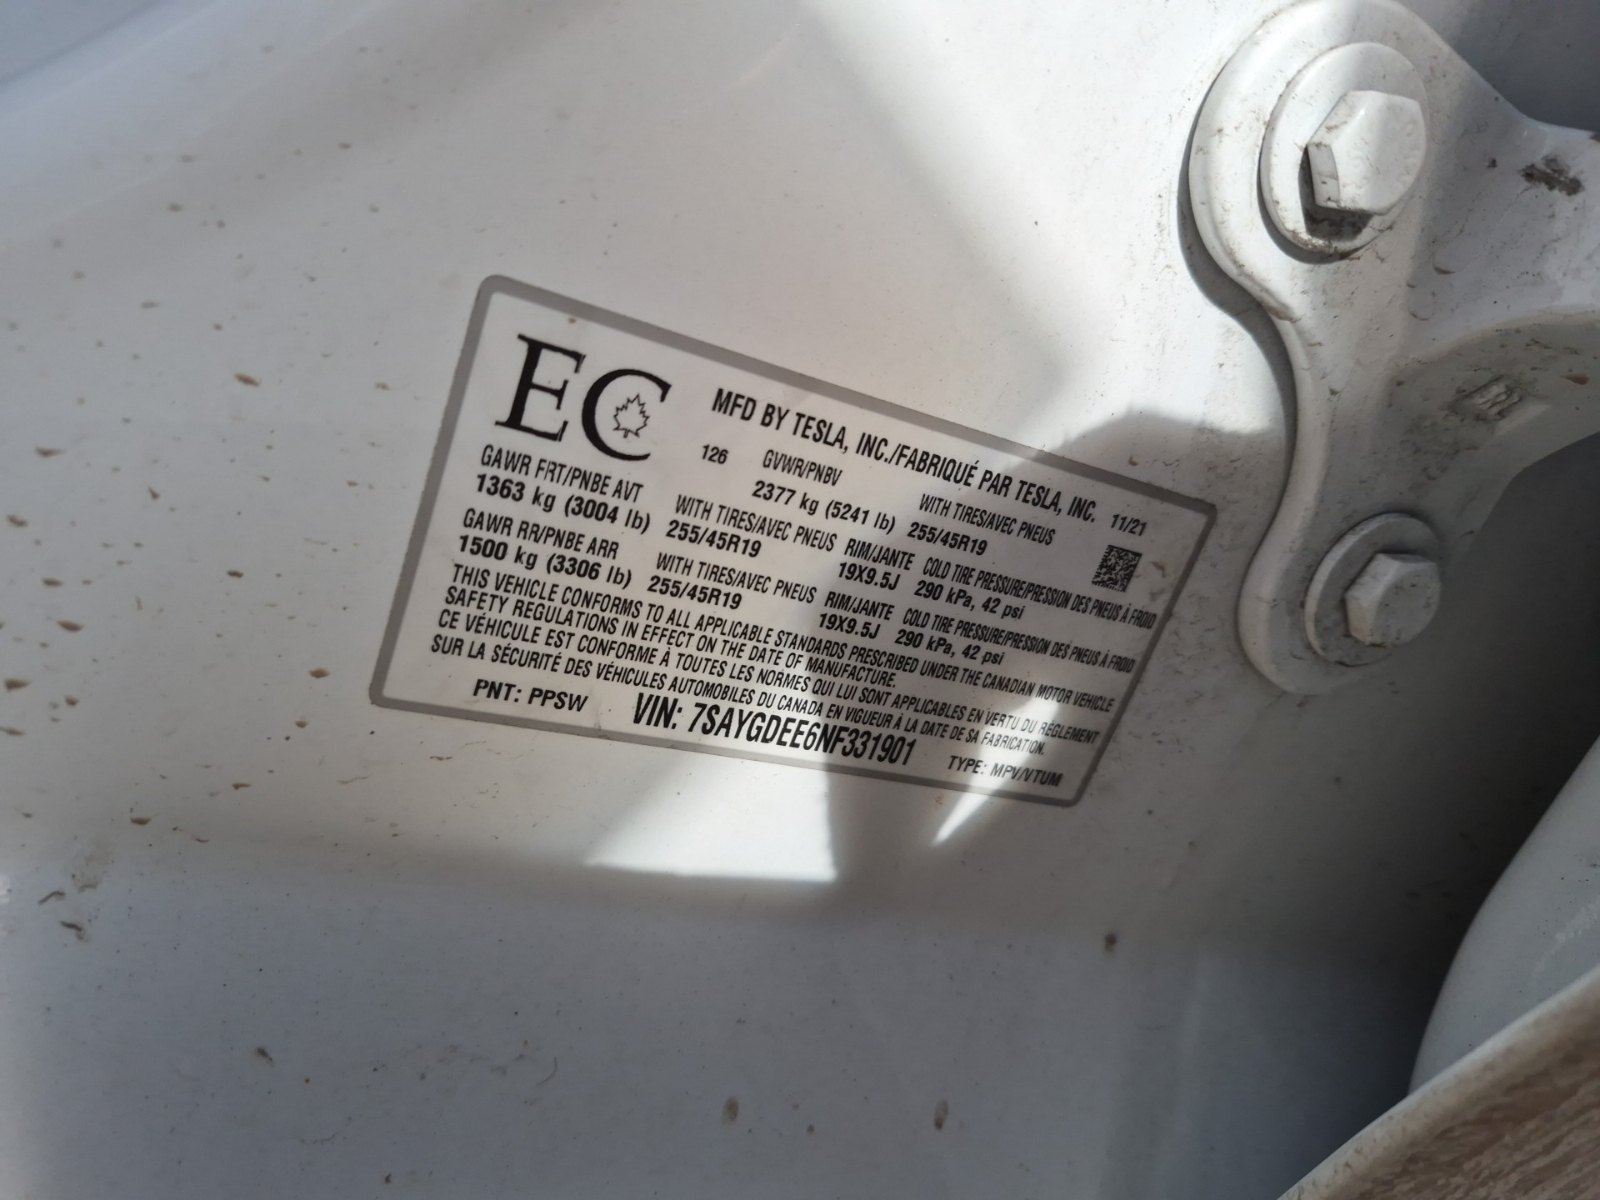 EC
MFD BY TESLA, INC./FABRIQUÉ PAR TESLA, INC. 11/21
126
GVWR/PNBV
2377 kg (5241 lb)
WITH TIRES/AVEC PNEUS
255/45R19
GAWR FRT/PNBE AVT
1363 kg (3004 lb)
WITH TIRES/AVEC PNEUS
255/45R19
RIM/JANTE
19X9.5J
COLD TIRE PRESSURE/PRESSION DES PNEUS À FROID
290 kPa, 42 psi
GAWR RR/PNBE ARR
1500 kg (3306 lb)
WITH TIRES/AVEC PNEUS
255/45R19
RIM/JANTE
19X9.5J
COLD TIRE PRESSURE/PRESSION DES PNEUS À FROID
290 kPa, 42 psi
THIS VEHICLE CONFORMS TO ALL APPLICABLE STANDARDS PRESCRIBED UNDER THE CANADIAN MOTOR VEHICLE
SAFETY REGULATIONS IN EFFECT ON THE DATE OF MANUFACTURE.
CE VÉHICULE EST CONFORME À TOUTES LES NORMES QUI LUI SONT APPLICABLES EN VERTU DU RÈGLEMENT
SUR LA SÉCURITÉ DES VÉHICULES AUTOMOBILES DU CANADA EN VIGUEUR À LA DATE DE SA FABRICATION.
PNT: PPSW
VIN: 7SAYGDEE6NF331901
TYPE: MPV/VTUM